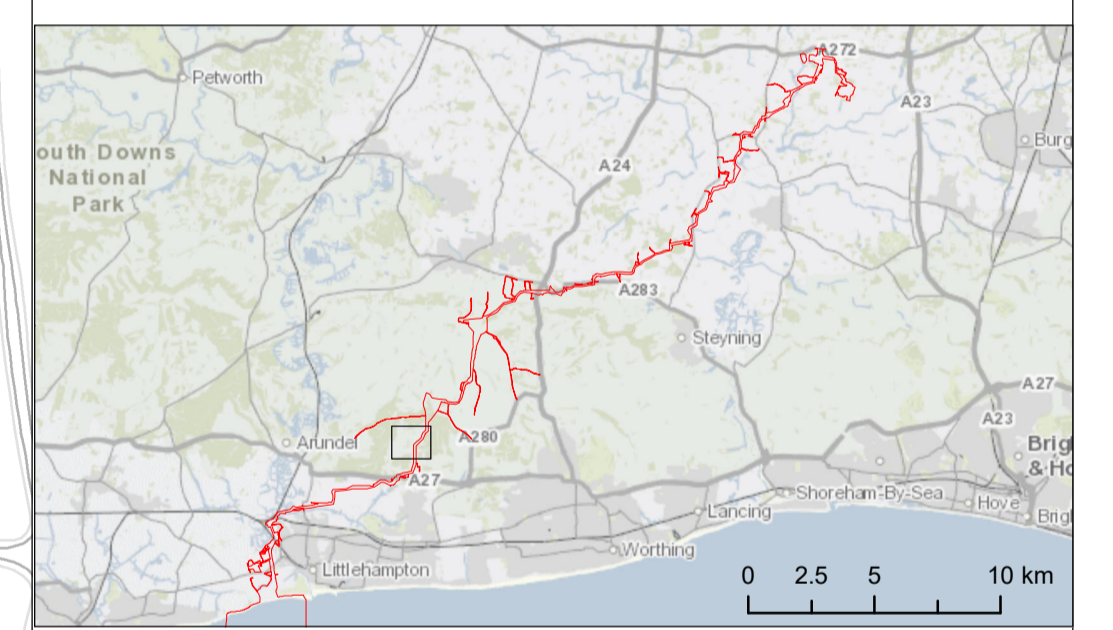 A272
Petworth
A23
Burg
outh Downs
National
Park
A24
A283
Steyning
A27
A23
Arundel
A280
Brig
& Ho
A27
Shoreham-By-Sea
Hove
Lancing
Brig
Worthing
Littlehampton
0 2.5 5 10 km